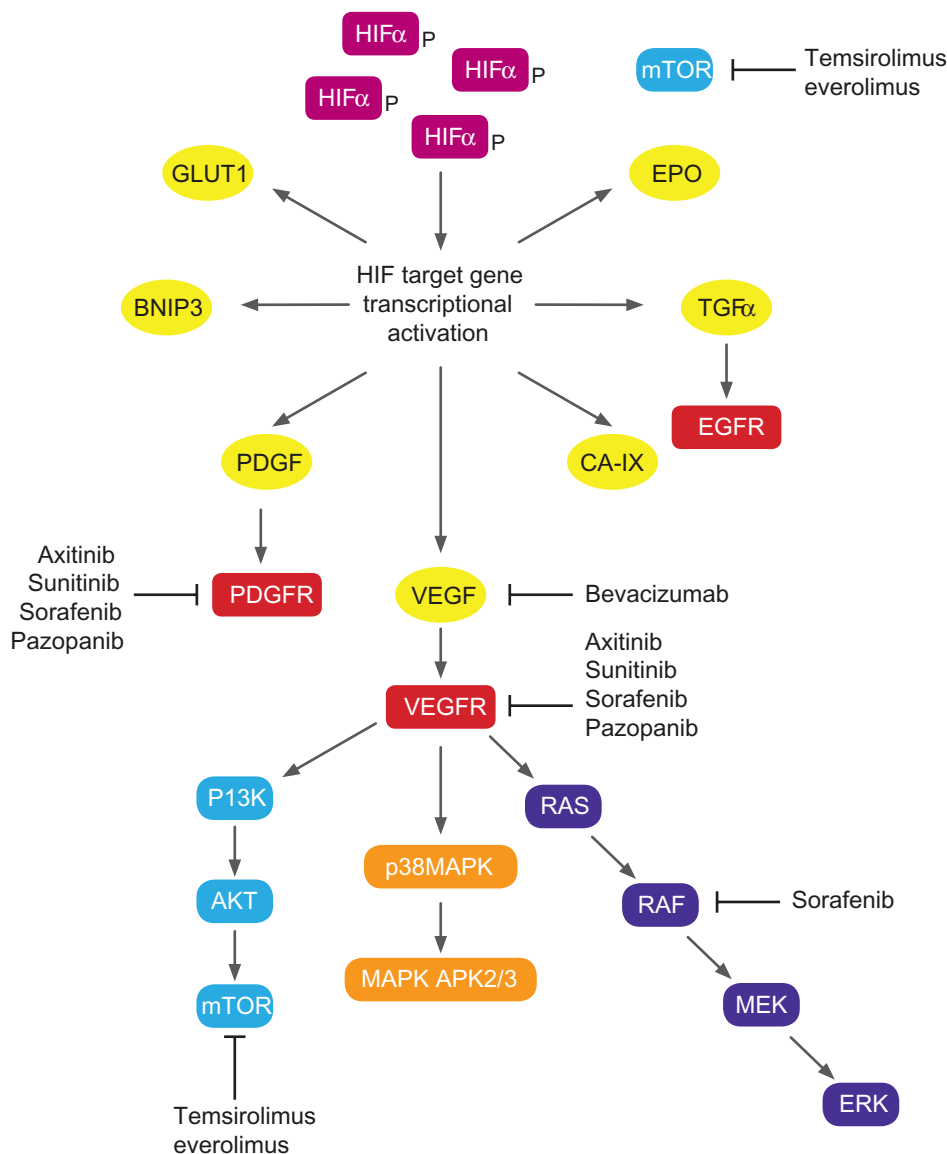 HIFα P
HIFα P
HIFα P
HIFα P
mTOR
Temsirolimus
everolimus
GLUT1
EPO
HIF target gene
transcriptional
activation
BNIP3
TGFα
EGFR
PDGF
CA-IX
Axitinib
Sunitinib
Sorafenib
Pazopanib
PDGFR
VEGF
Bevacizumab
Axitinib
Sunitinib
Sorafenib
Pazopanib
VEGFR
P13K
RAS
p38MAPK
AKT
RAF
Sorafenib
MAPK APK2/3
mTOR
MEK
ERK
Temsirolimus
everolimus